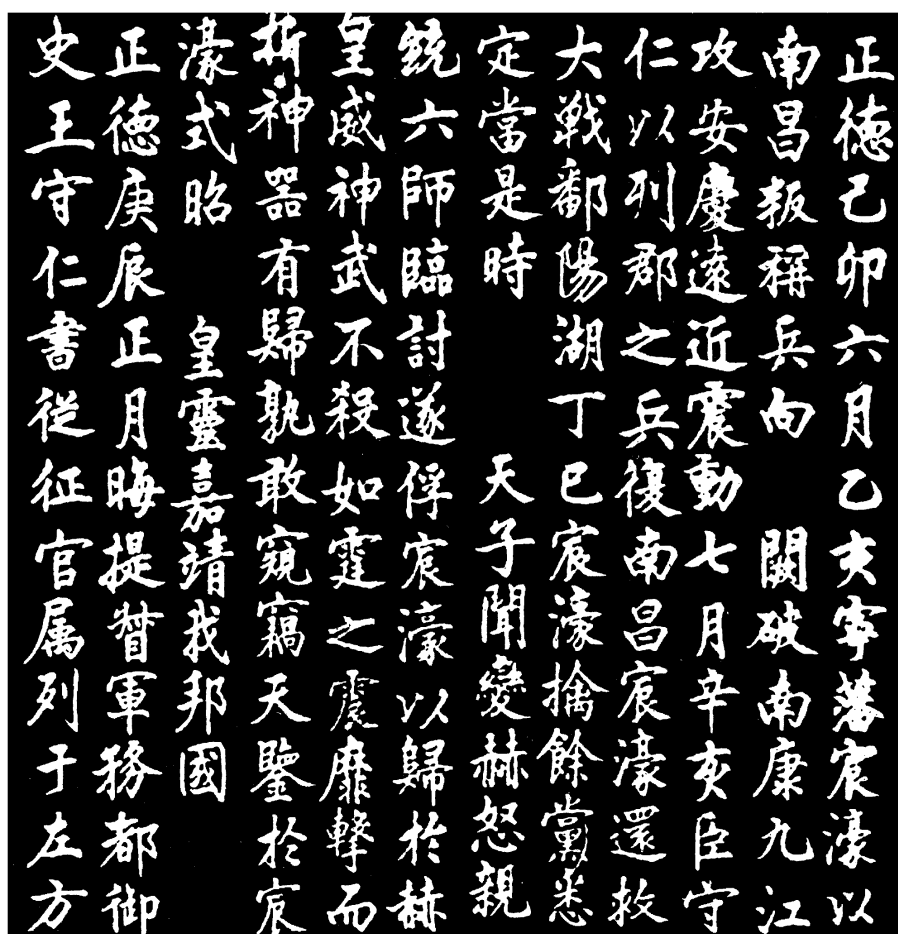 正德己卯六月乙亥寧藩宸濠以
南昌叛稱兵向 闕破南康九江
攻安慶遠近震動七月辛亥臣守
仁以列郡之兵復南昌宸濠還救
大戰鄱陽湖丁巳宸濠擒餘黨悉
定當是時 天子聞變赫怒親
統六師臨討遂俘宸濠以歸於赫
皇威神武不殺如霆之震靡擊而
折神器有歸孰敢窺竊天鑒於宸
濠式昭 皇靈嘉靖我邦國
正德庚辰正月晦提督軍務都御
史王守仁書從征官属列于左方